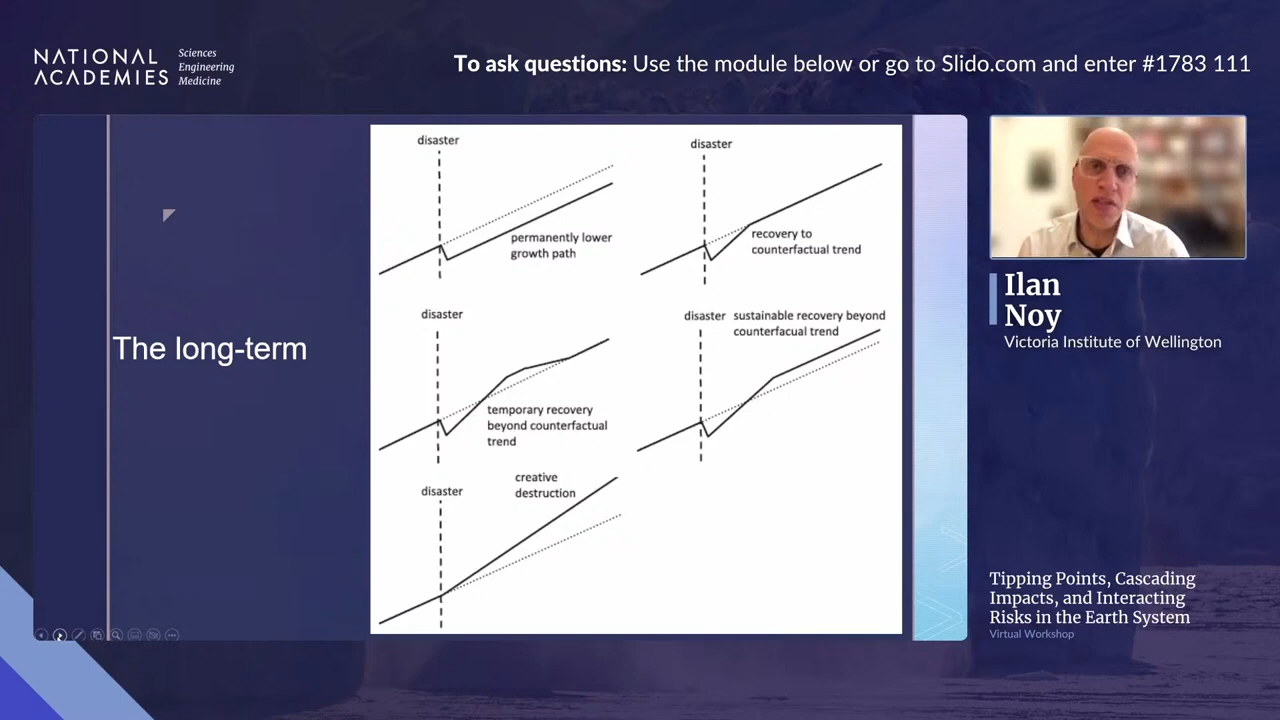 NATIONAL
ACADEMIES
Sciences
Engineering
Medicine
To ask questions: Use the module below or go to Slido.com and enter #1783 111
The long-term
disaster
permanently lower
growth path
disaster
recovery to
counterfactual trend
disaster
temporary recovery
beyond counterfactual
trend
disaster
sustainable recovery beyond
counterfacual trend
disaster
creative
destruction
Ilan
Noy
Victoria Institute of Wellington
Tipping Points, Cascading
Impacts, and Interacting
Risks in the Earth System
Virtual Workshop